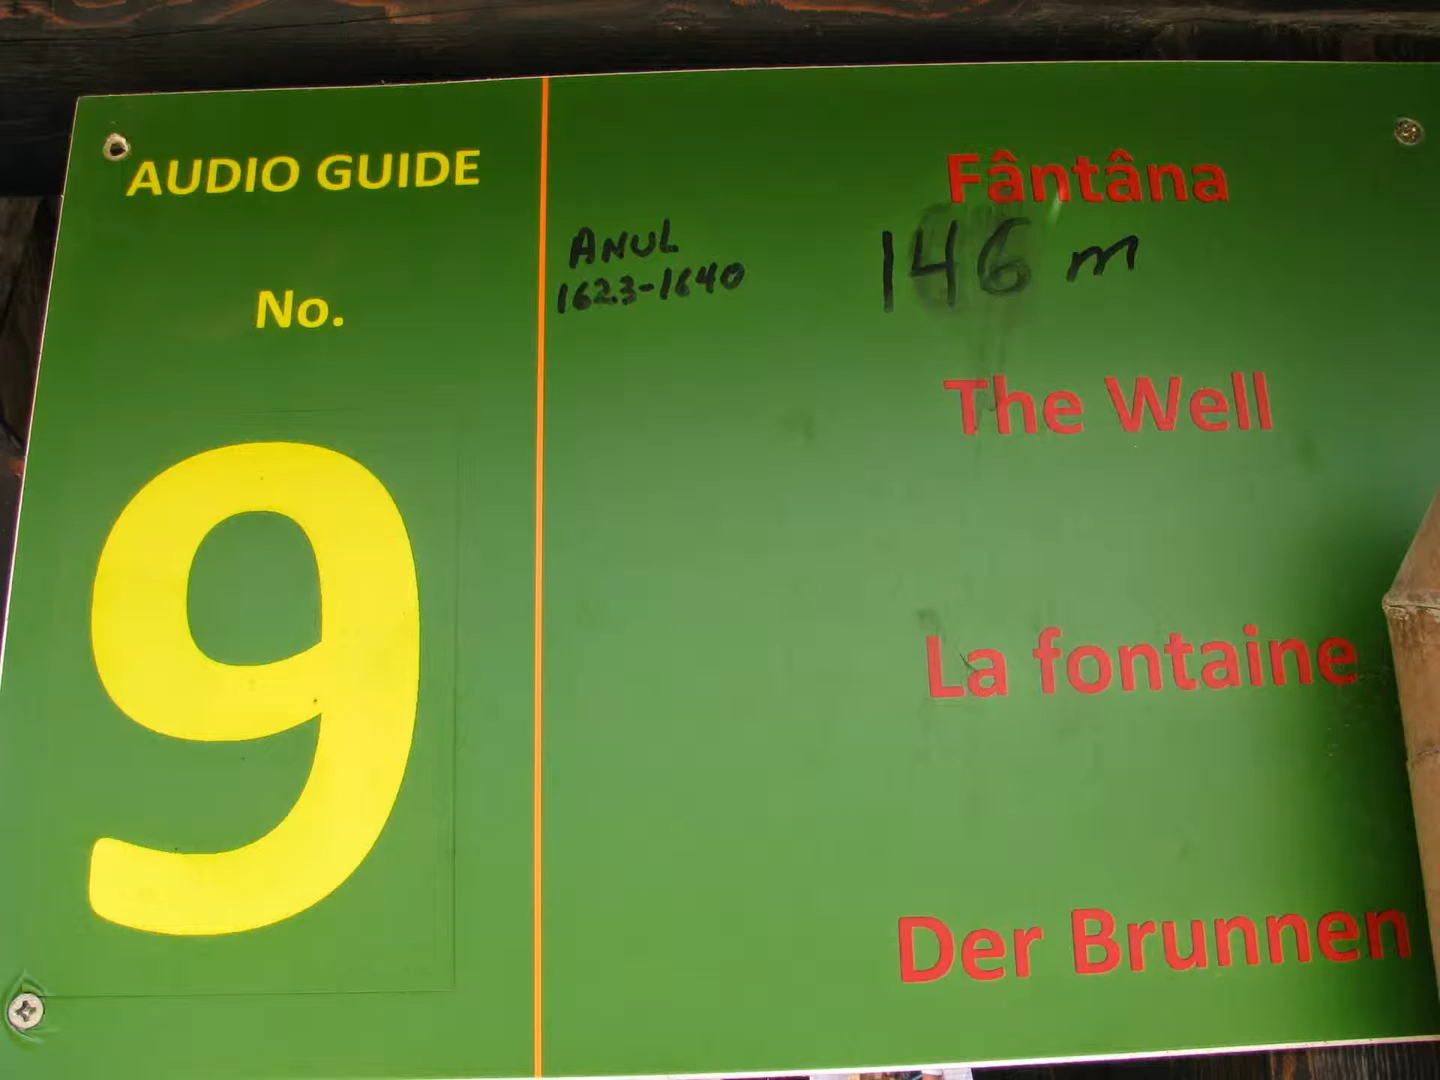 AUDIO GUIDE
No.
9
Fântâna
ANUL
1623-1640
146 m
The Well
La fontaine
Der Brunnen